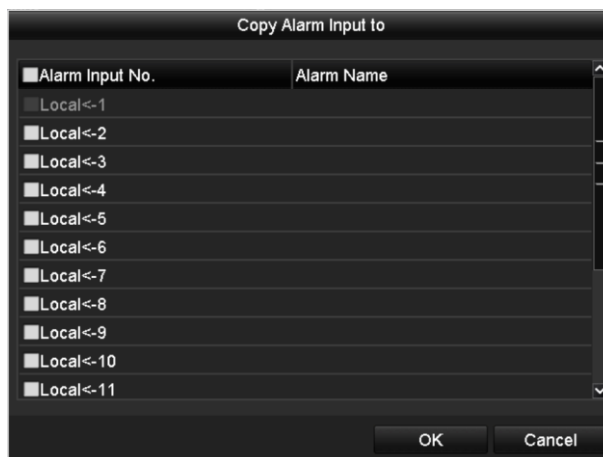 Copy Alarm Input to
Alarm Input No. Alarm Name
Local<-1
Local<-2
Local<-3
Local<-4
Local<-5
Local<-6
Local<-7
Local<-8
Local<-9
Local<-10
Local<-11
OK Cancel